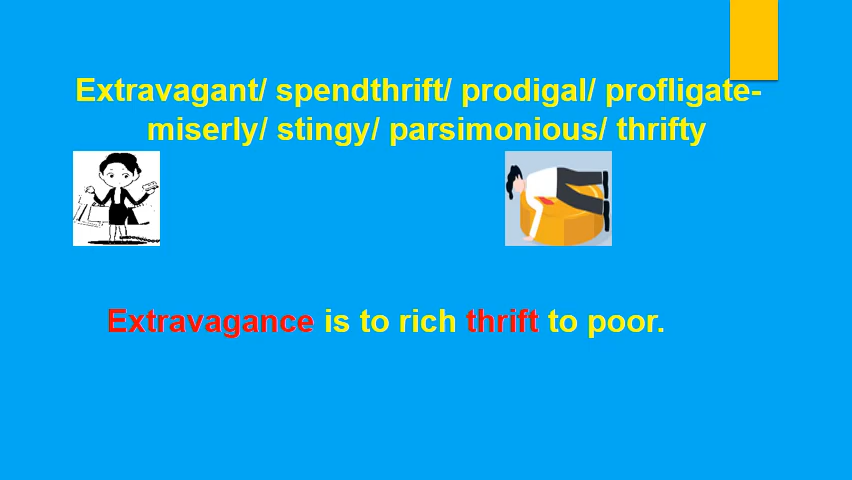 Extravagant/ spendthrift/ prodigal/ profligate-
miserly/ stingy/ parsimonious/ thrifty
Extravagance is to rich thrift to poor.